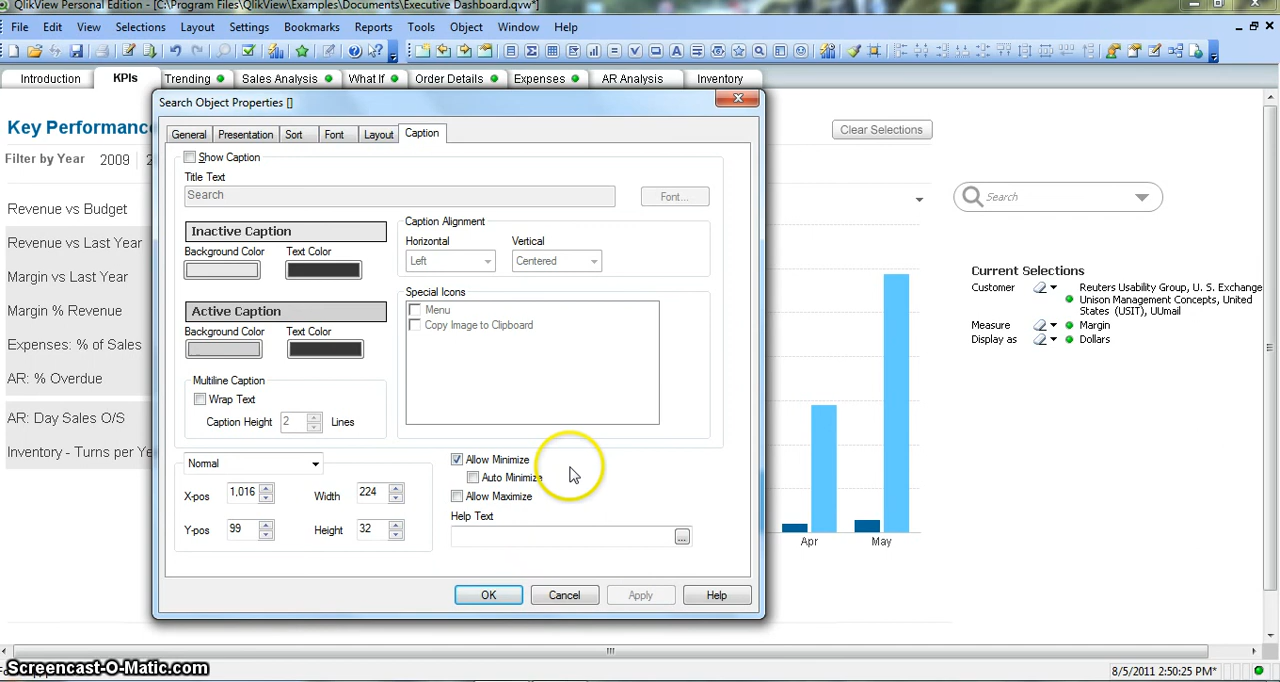 QlikView Personal Edition - [C:\Program Files\QlikView\Examples\Documents\Executive Dashboard.qvw*]
File Edit View Selections Layout Settings Bookmarks Reports Tools Object Window Help
Introduction KPIs Trending Sales Analysis What If Order Details Expenses AR Analysis Inventory
Search Object Properties []
Key Performanc
Clear Selections
General Presentation Sort Font Layout Caption
Filter by Year 2009 2
Show Caption
Title Text
Search Font...
Search
Revenue vs Budget
Revenue vs Last Year
Margin vs Last Year
Margin % Revenue
Expenses: % of Sales
AR: % Overdue
AR: Day Sales O/S
Inventory - Turns per Ye
Inactive Caption
Background Color Text Color
Caption Alignment
Horizontal Vertical
Left Centered
Active Caption
Background Color Text Color
Special Icons
Menu
Copy Image to Clipboard
Multiline Caption
Wrap Text
Caption Height 2 Lines
Normal
X-pos 1,016 Width 224
Y-pos 99 Height 32
Allow Minimize
Auto Minimize
Allow Maximize
Help Text
...
OK Cancel Apply Help
Current Selections
Customer Reuters Usability Group, U. S. Exchange
Unison Management Concepts, United
States (USIT), UUmail
Measure Margin
Display as Dollars
Apr May
Screencast-O-Matic.com
8/5/2011 2:50:25 PM*